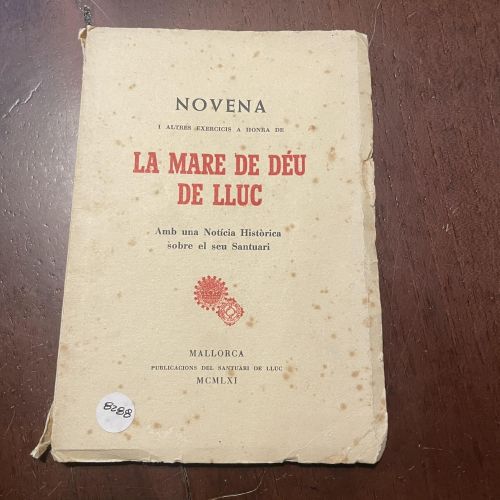 NOVENA
I ALTRES EXERCICIS A HONRA DE
LA MARE DE DÉU
DE LLUC
Amb una Notícia Històrica
sobre el seu Santuari
MALLORCA
PUBLICACIONS DEL SANTUARI DE LLUC
MCMLXI
8288